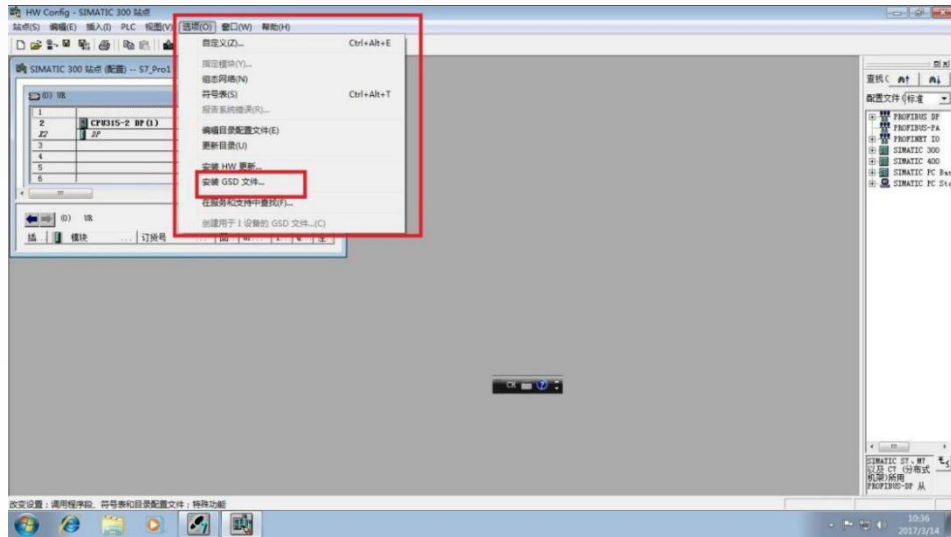 HW Config - SIMATIC 300 站点
站点(S) 编辑(E) 插入(I) PLC 视图(V) 选项(O) 窗口(W) 帮助(H)
自定义(Z)... Ctrl+Alt+E
指定模块(Y)...
组态网络(N)
符号表(S) Ctrl+Alt+T
报告系统错误(R)...
编辑目录配置文件(E)
更新目录(U)
安装 HW 更新...
安装 GSD 文件...
在服务和支持中查找(F)...
创建用于 I 设备的 GSD 文件...(C)
SIMATIC 300 站点 (配置) -- S7_Pro1
(0) UR
1
2 CPU315-2 DP(1)
X2 DP
3
4
5
6
(0) UR
插... 模块 ... 订货号 ...
查找(
配置文件(标准
PROFIBUS DP
PROFIBUS-PA
PROFINET IO
SIMATIC 300
SIMATIC 400
SIMATIC PC Bas
SIMATIC PC Sta
SIMATIC S7、M7
以及 C7 (分布式
机架)所用
PROFIBUS-DP 从
CH
改变设置：调用程序段、符号表和目录配置文件；特殊功能
10:36
2017/3/14